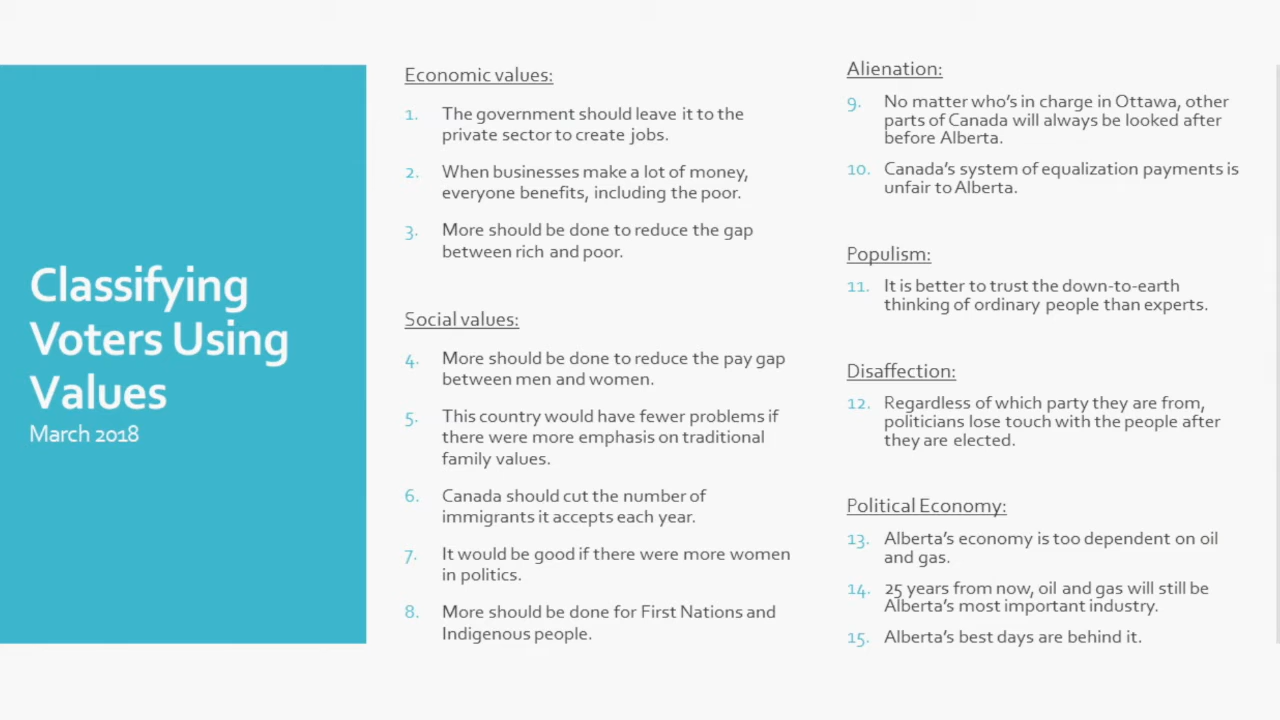 Classifying
Voters Using
Values
March 2018
Economic values:
1. The government should leave it to the
private sector to create jobs.
2. When businesses make a lot of money,
everyone benefits, including the poor.
3. More should be done to reduce the gap
between rich and poor.
Social values:
4. More should be done to reduce the pay gap
between men and women.
5. This country would have fewer problems if
there were more emphasis on traditional
family values.
6. Canada should cut the number of
immigrants it accepts each year.
7. It would be good if there were more women
in politics.
8. More should be done for First Nations and
Indigenous people.
Alienation:
9. No matter who's in charge in Ottawa, other
parts of Canada will always be looked after
before Alberta.
10. Canada's system of equalization payments is
unfair to Alberta.
Populism:
11. It is better to trust the down-to-earth
thinking of ordinary people than experts.
Disaffection:
12. Regardless of which party they are from,
politicians lose touch with the people after
they are elected.
Political Economy:
13. Alberta's economy is too dependent on oil
and gas.
14. 25 years from now, oil and gas will still be
Alberta's most important industry.
15. Alberta's best days are behind it.